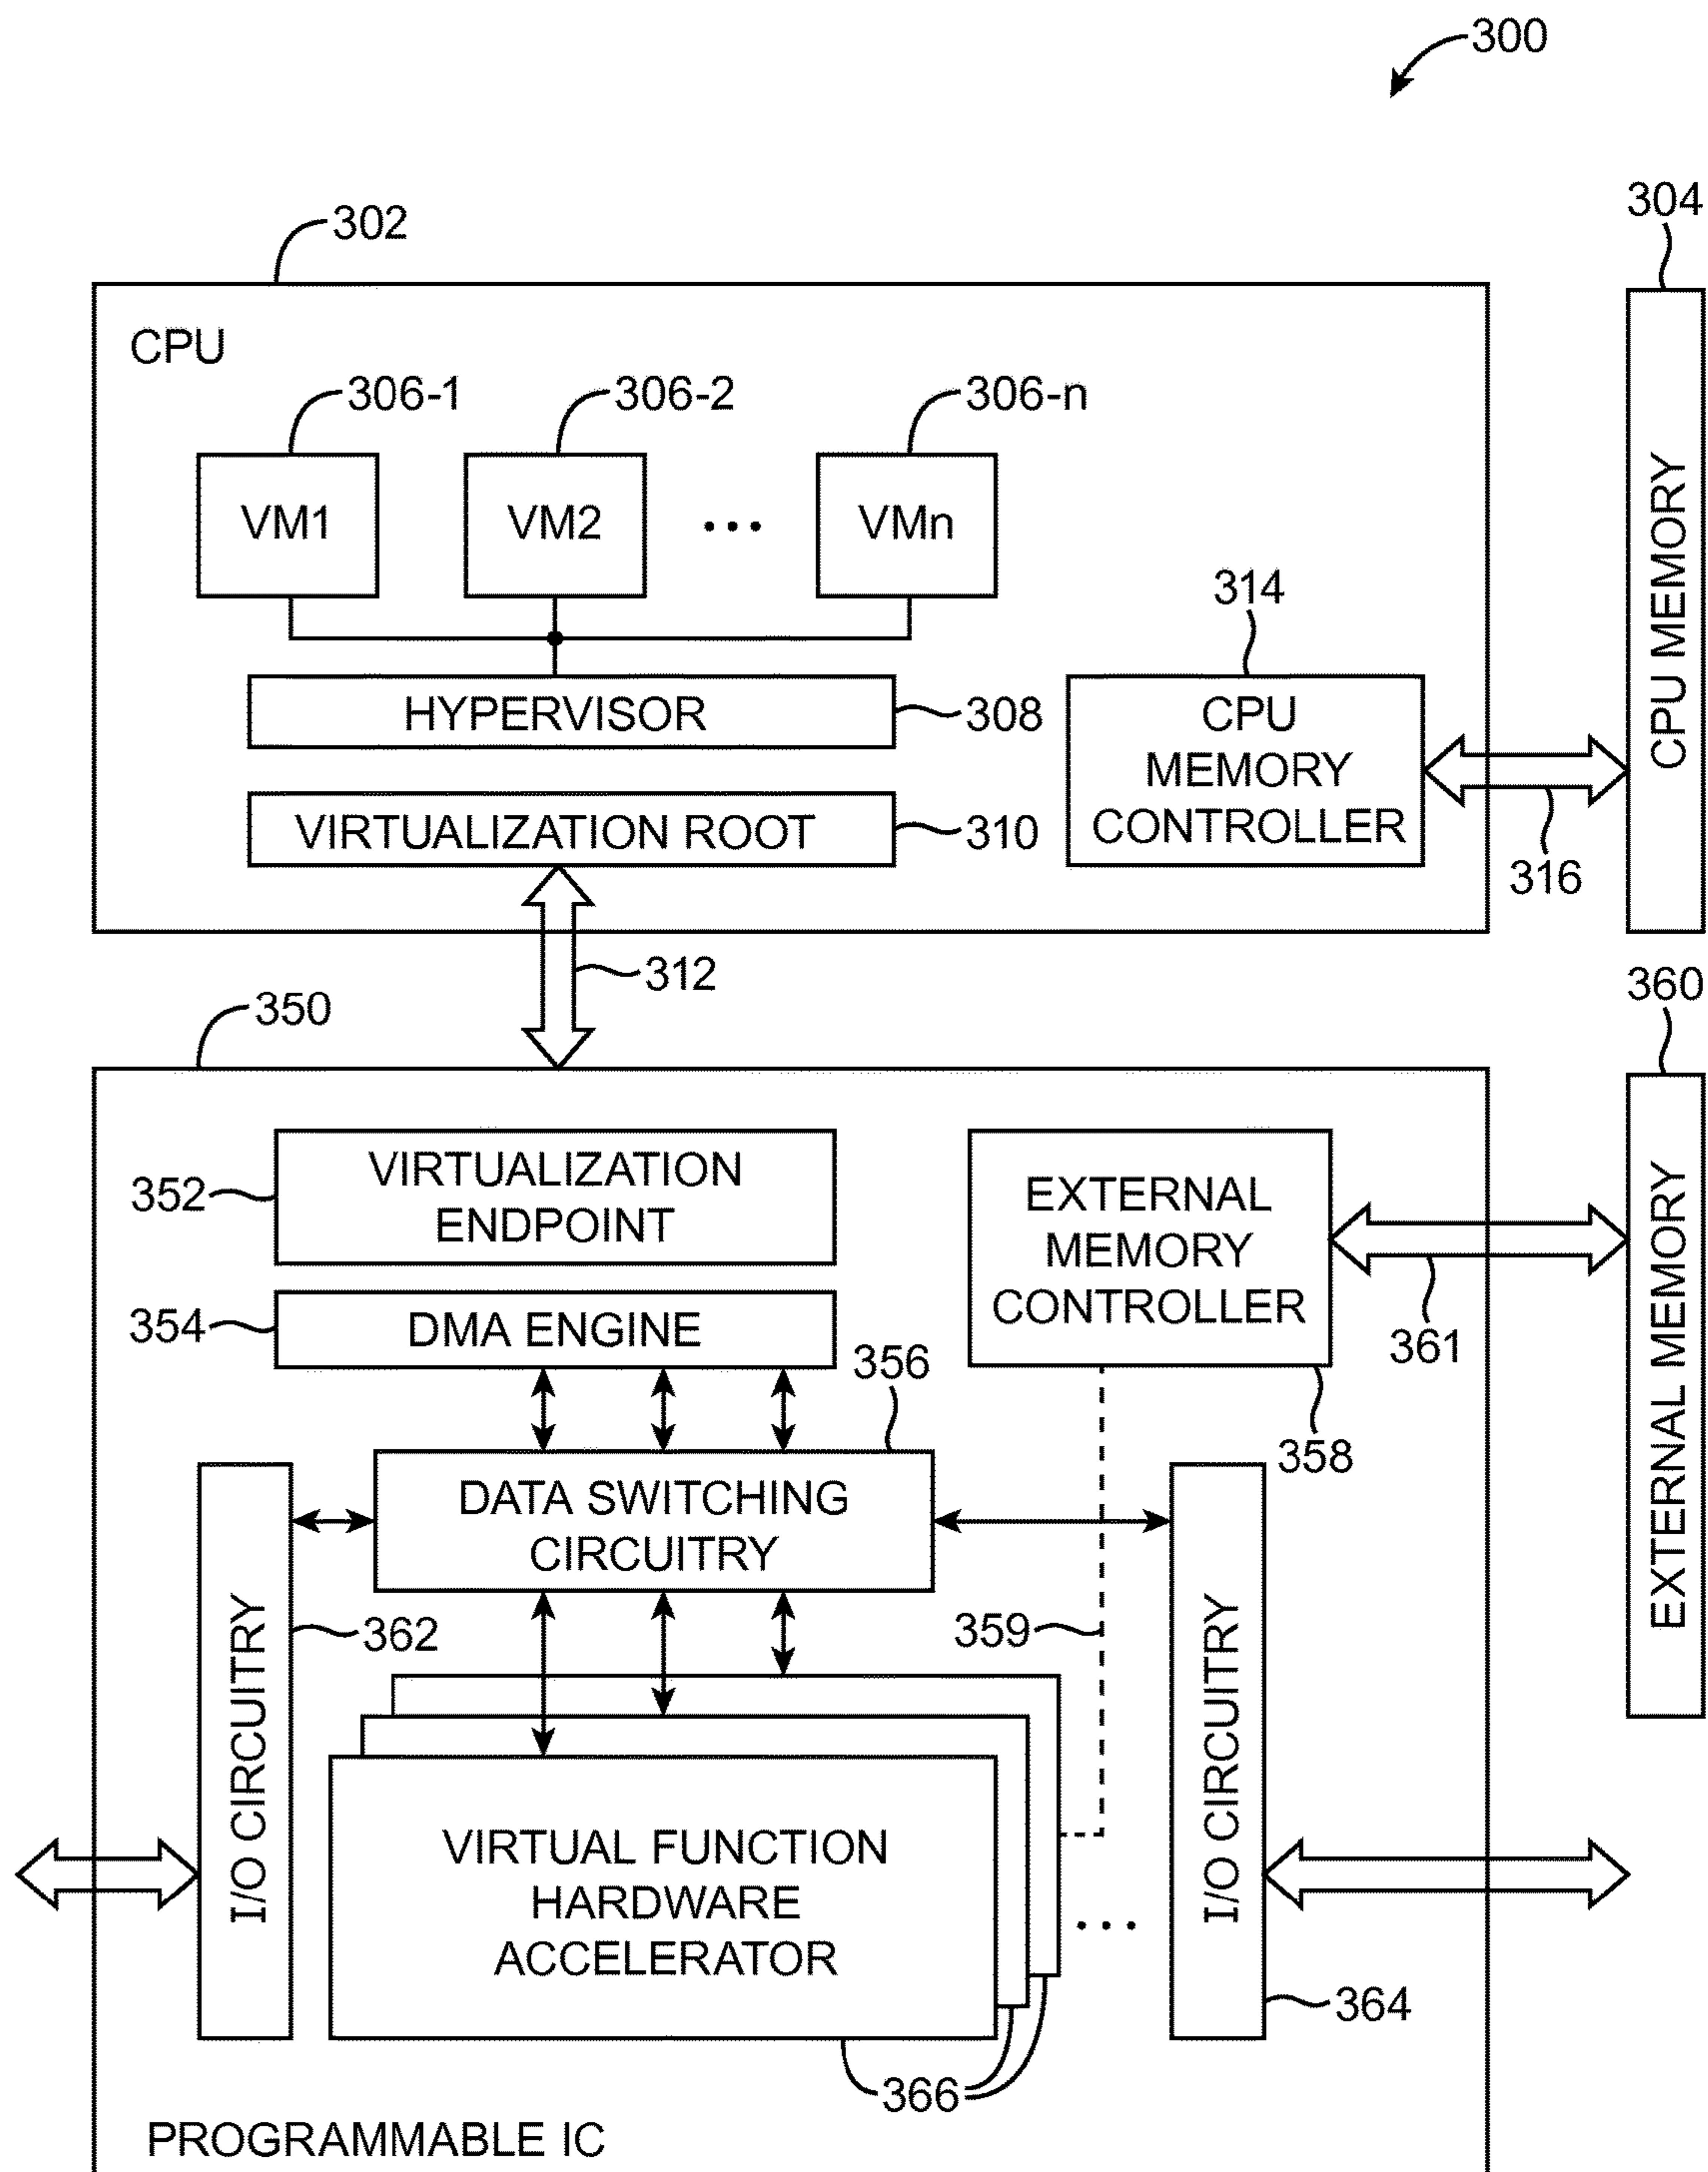 300
304
302
CPU
306-1
306-2
306-n
VM1
VM2
...
VMn
CPU MEMORY
314
HYPERVISOR
308
CPU
MEMORY
CONTROLLER
VIRTUALIZATION ROOT
310
316
312
350
360
352
VIRTUALIZATION
ENDPOINT
EXTERNAL
MEMORY
CONTROLLER
EXTERNAL MEMORY
354
DMA ENGINE
361
356
358
DATA SWITCHING
CIRCUITRY
I/O CIRCUITRY
362
359
I/O CIRCUITRY
VIRTUAL FUNCTION
HARDWARE
ACCELERATOR
...
364
366
PROGRAMMABLE IC